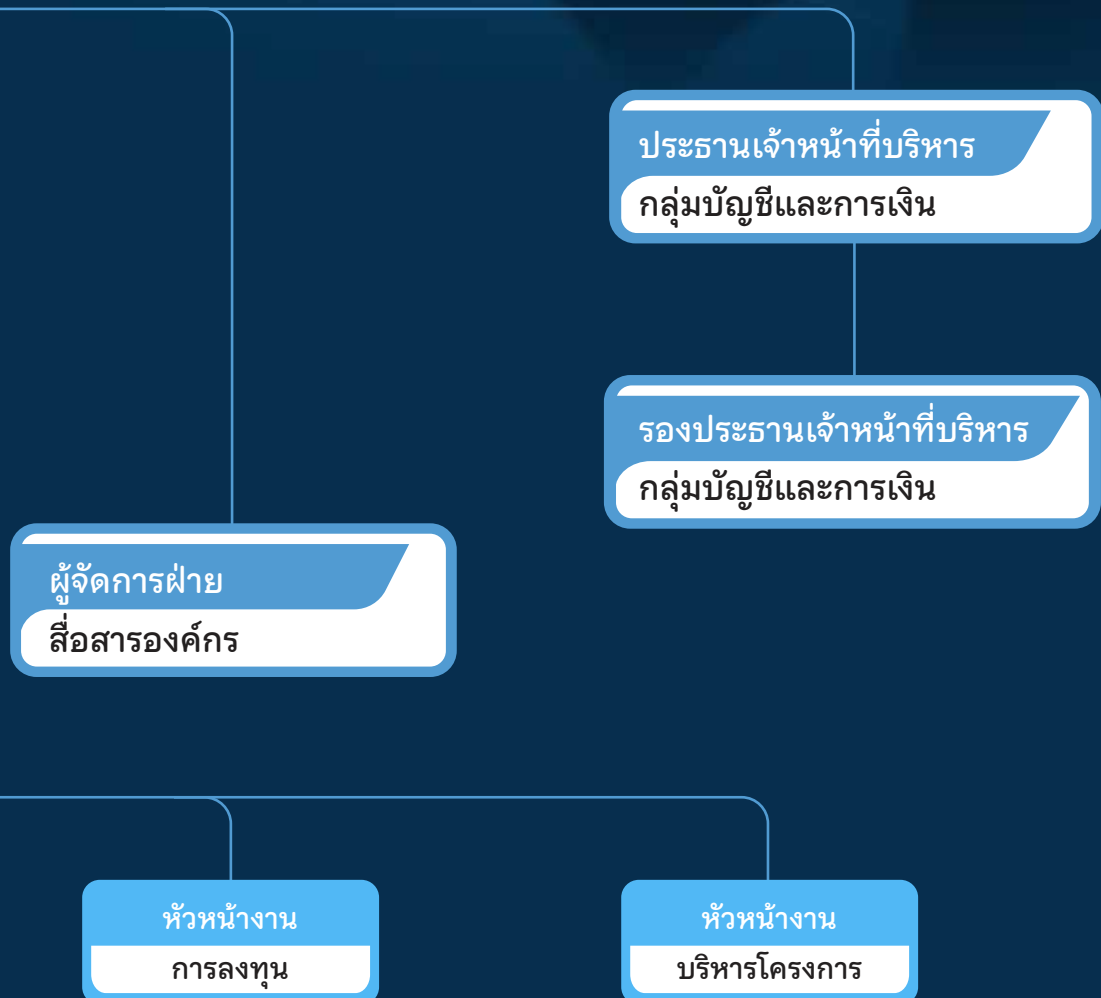 ประธานเจ้าหน้าที่บริหาร
กลุ่มบัญชีและการเงิน
รองประธานเจ้าหน้าที่บริหาร
กลุ่มบัญชีและการเงิน
ผู้จัดการฝ่าย
สื่อสารองค์กร
หัวหน้างาน
การลงทุน
หัวหน้างาน
บริหารโครงการ